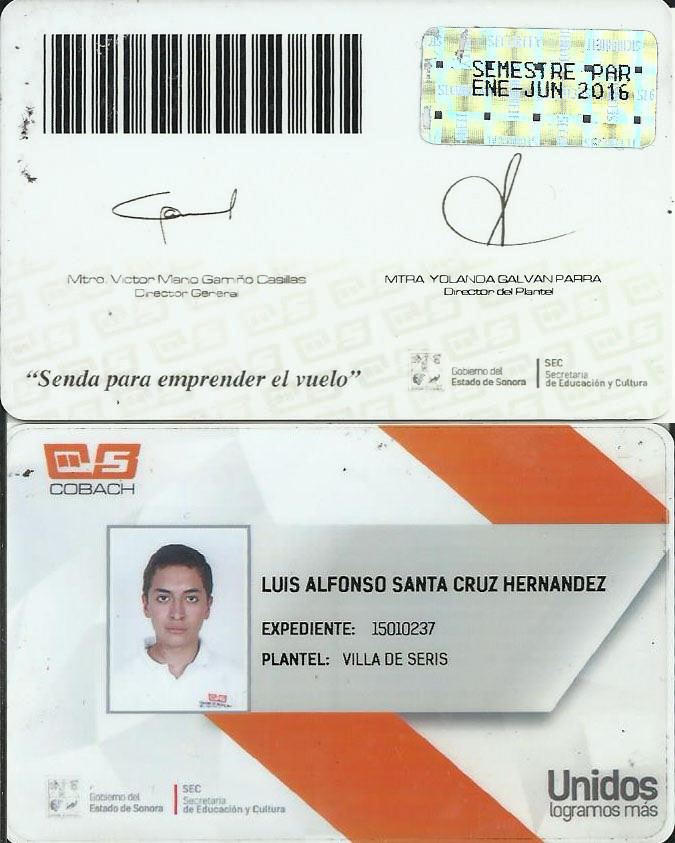 SEMESTRE PAR
ENE-JUN 2016
Mtro. Victor Mario Gamiño Casillas
Director General
MTRA YOLANDA GALVAN PARRA
Director del Plantel
“Senda para emprender el vuelo”
Gobierno del
Estado de Sonora
SEC
Secretaría
de Educación y Cultura
COBACH
LUIS ALFONSO SANTA CRUZ HERNANDEZ
EXPEDIENTE: 15010237
PLANTEL: VILLA DE SERIS
Gobierno del
Estado de Sonora
SEC
Secretaría
de Educación y Cultura
Unidos
logramos más